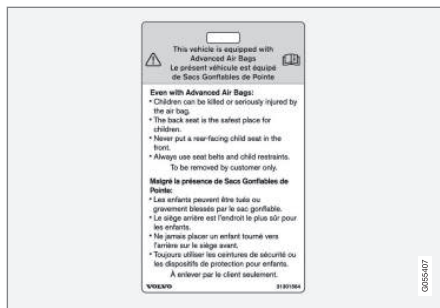 This vehicle is equipped with
Advanced Air Bags
Le présent véhicule est équipé
de Sacs Gonflables de Pointe
Even with Advanced Air Bags:
• Children can be killed or seriously injured by
the air bag.
• The back seat is the safest place for
children.
• Never put a rear-facing child seat in the
front.
• Always use seat belts and child restraints.
To be removed by customer only.
Malgré la présence de Sacs Gonflables de
Pointe:
• Les enfants peuvent être tués ou
gravement blessés par le sac gonflable.
• Le siège arrière est l'endroit le plus sûr pour
les enfants.
• Ne jamais placer un enfant tourné vers
l'arrière sur le siège avant.
• Toujours utiliser les ceintures de sécurité ou
les dispositifs de protection pour enfants.
À enlever par le client seulement.
VOLVO 31301564
G055407